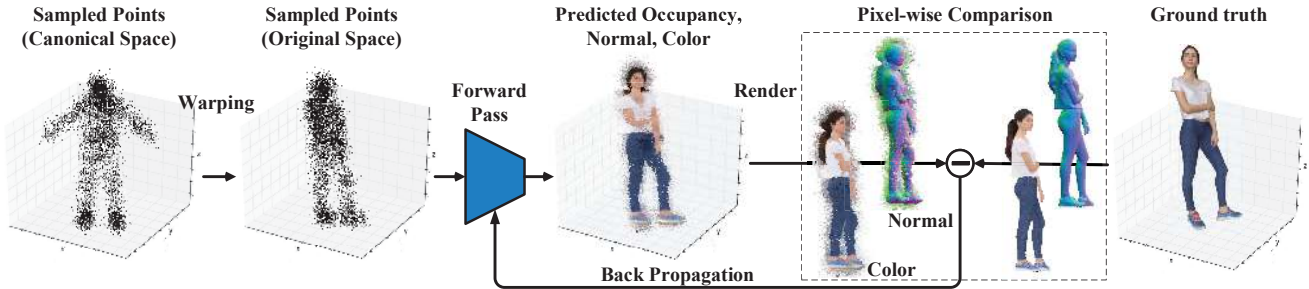 Sampled Points
(Canonical Space)
Warping
Sampled Points
(Original Space)
Forward
Pass
Predicted Occupancy,
Normal, Color
Render
Pixel-wise Comparison
Normal
Color
Ground truth
Back Propagation